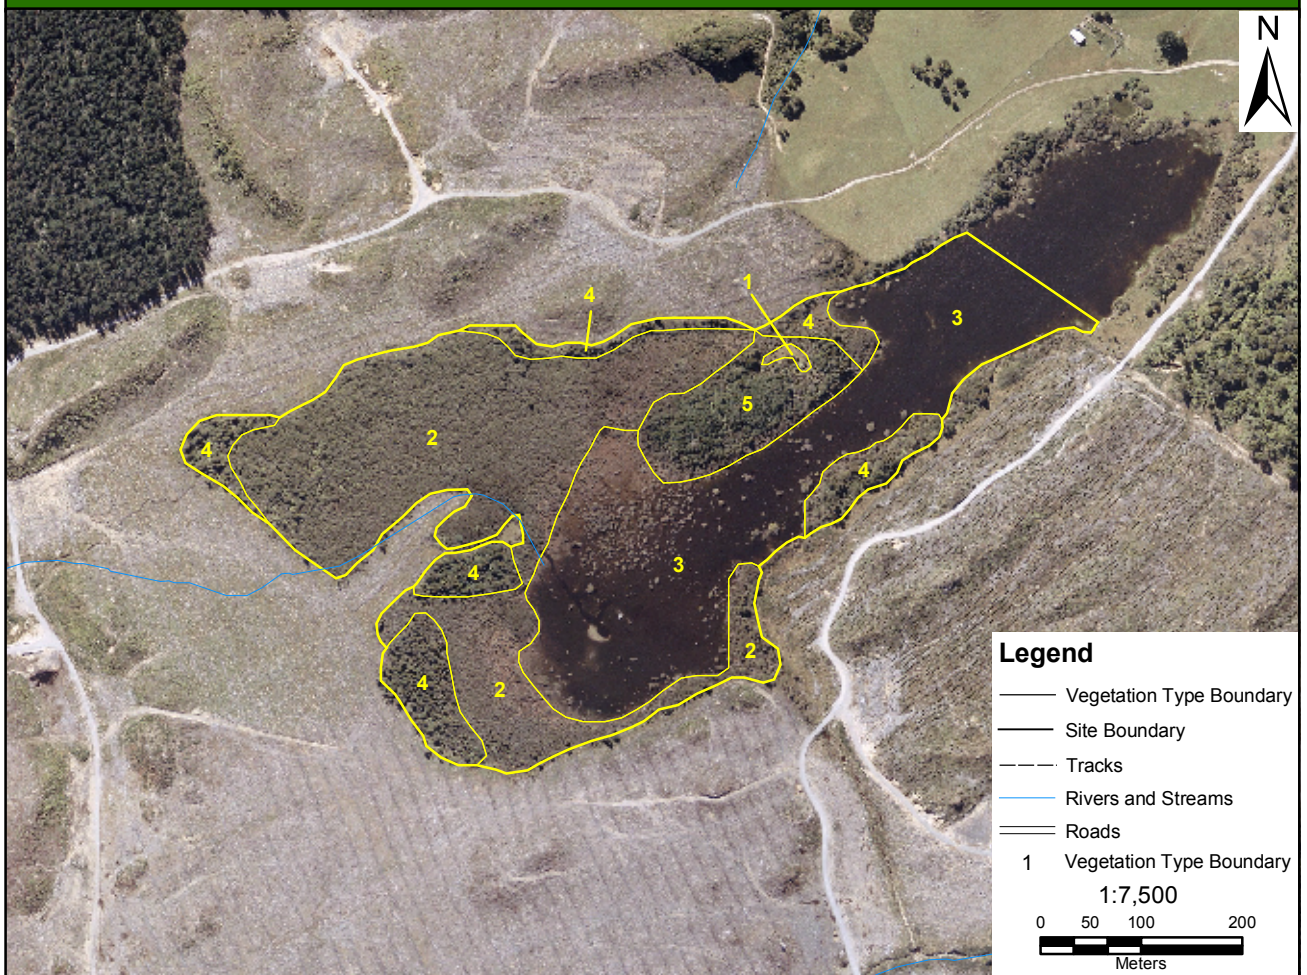 N
1
4
4
3
5
2
4
4
3
4
2
4
2
Legend
Vegetation Type Boundary
Site Boundary
Tracks
Rivers and Streams
Roads
1 Vegetation Type Boundary
1:7,500
0 50 100 200
Meters